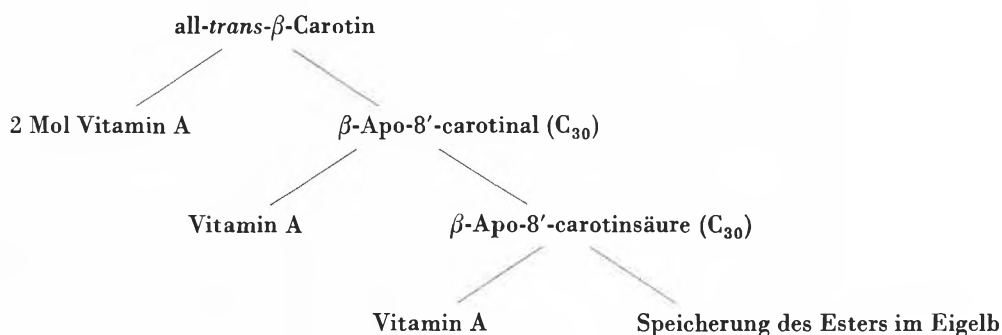 all-trans-β-Carotin
2 Mol Vitamin A
β-Apo-8′-carotinal (C₃₀)
Vitamin A
β-Apo-8′-carotinsäure (C₃₀)
Vitamin A
Speicherung des Esters im Eigelb